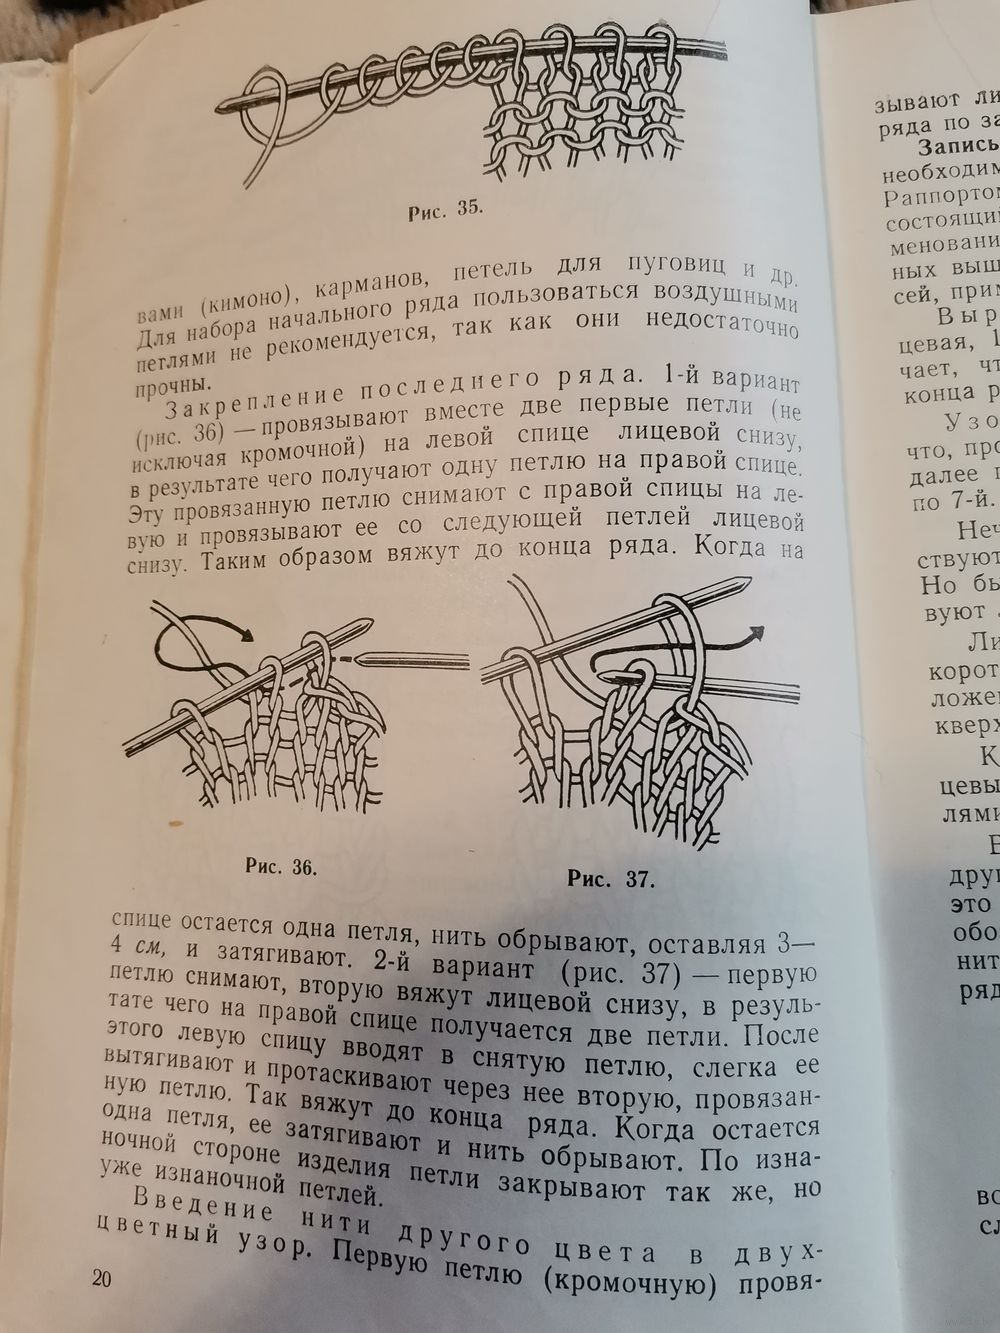 Рис. 35.
вами (кимоно), карманов, петель для пуговиц и др.
Для набора начального ряда пользоваться воздушными
петлями не рекомендуется, так как они недостаточно
прочны.
Закрепление последнего ряда. 1-й вариант
(рис. 36) — провязывают вместе две первые петли (не
исключая кромочной) на левой спице лицевой снизу,
в результате чего получают одну петлю на правой спице.
Эту провязанную петлю снимают с правой спицы на ле-
вую и провязывают ее со следующей петлей лицевой
снизу. Таким образом вяжут до конца ряда. Когда на
Рис. 36.
Рис. 37.
спице остается одна петля, нить обрывают, оставляя 3—
4 см, и затягивают. 2-й вариант (рис. 37) — первую
петлю снимают, вторую вяжут лицевой снизу, в резуль-
тате чего на правой спице получается две петли. После
этого левую спицу вводят в снятую петлю, слегка ее
вытягивают и протаскивают через нее вторую, провязан-
ную петлю. Так вяжут до конца ряда. Когда остается
одна петля, ее затягивают и нить обрывают. По изна-
ночной стороне изделия петли закрывают так же, но
уже изнаночной петлей.
Введение нити другого цвета в двух-
цветный узор. Первую петлю (кромочную) провя-
20
зывают ли
ряда по за
Запись
необходим
Раппортом
состоящи
меновани
ных выш
сей, прим
Выр
цевая, 1
чает, чт
конца р
Узо
что, про
далее п
по 7-й.
Неч
ствуют
Но бы
вуют
Ли
корот
ложе
кверх
К
цевы
лями
В
друг
это
обо
нит
ряд
вс
сл